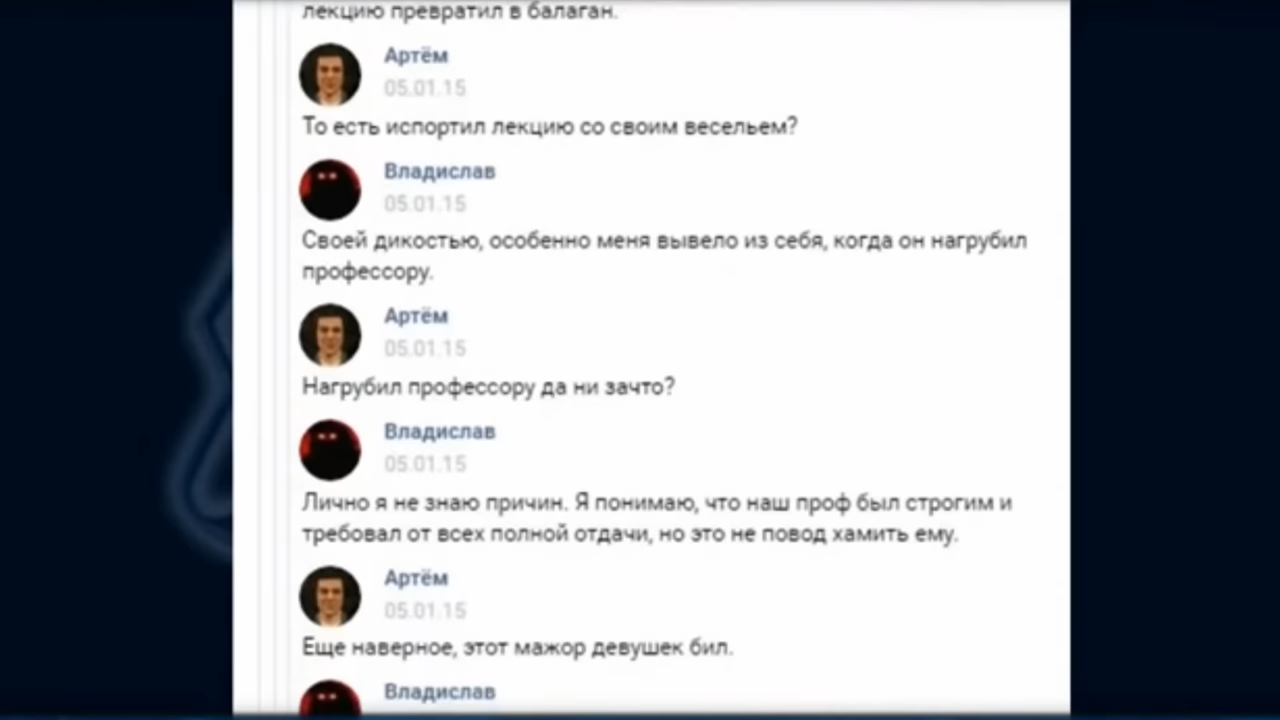 лекцию превратил в балаган.
Артём
05.01.15
То есть испортил лекцию со своим весельем?
Владислав
05.01.15
Своей дикостью, особенно меня вывело из себя, когда он нагрубил
профессору.
Артём
05.01.15
Нагрубил профессору да ни зачто?
Владислав
05.01.15
Лично я не знаю причин. Я понимаю, что наш проф был строгим и
требовал от всех полной отдачи, но это не повод хамить ему.
Артём
05.01.15
Еще наверное, этот мажор девушек бил.
Владислав